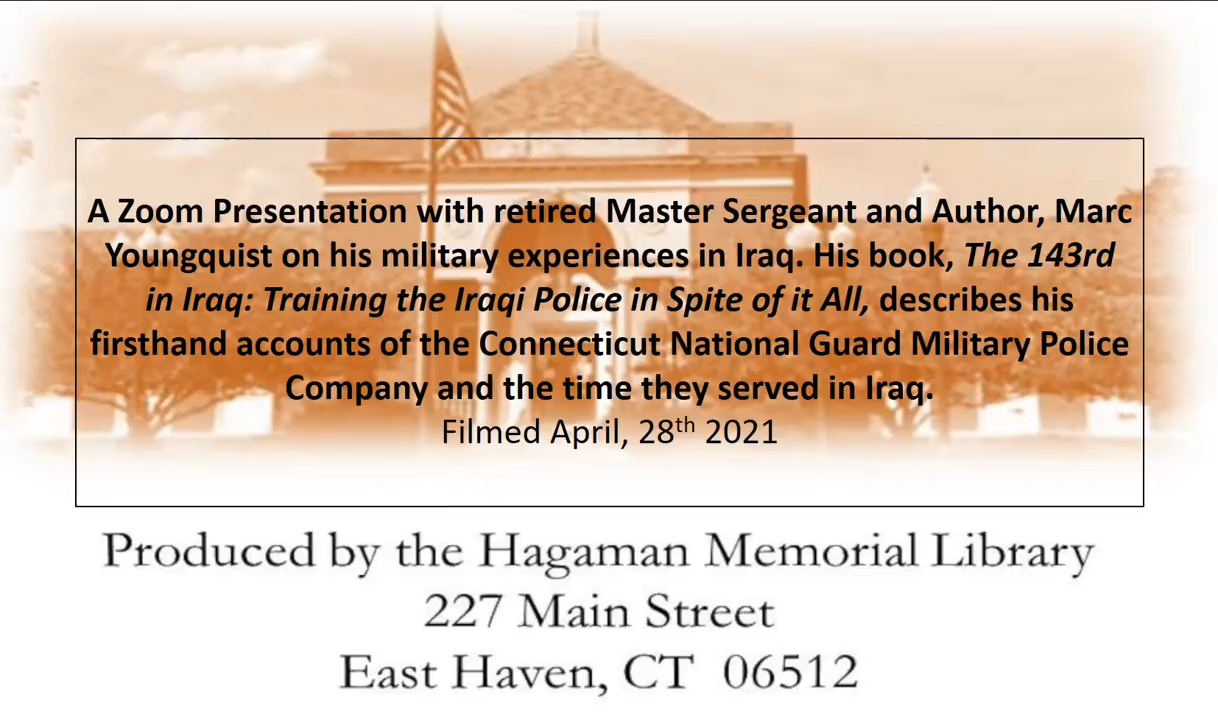 A Zoom Presentation with retired Master Sergeant and Author, Marc
Youngquist on his military experiences in Iraq. His book, The 143rd
in Iraq: Training the Iraqi Police in Spite of it All, describes his
firsthand accounts of the Connecticut National Guard Military Police
Company and the time they served in Iraq.
Filmed April, 28th 2021
Produced by the Hagaman Memorial Library
227 Main Street
East Haven, CT 06512